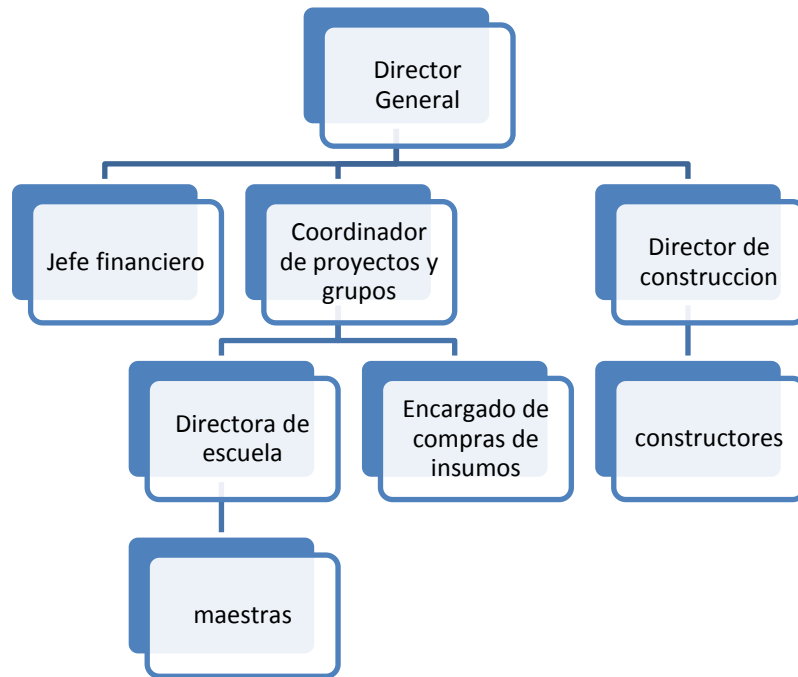 Director
General
Jefe financiero
Coordinador
de proyectos y
grupos
Director de
construccion
Directora de
escuela
Encargado de
compras de
insumos
constructores
maestras